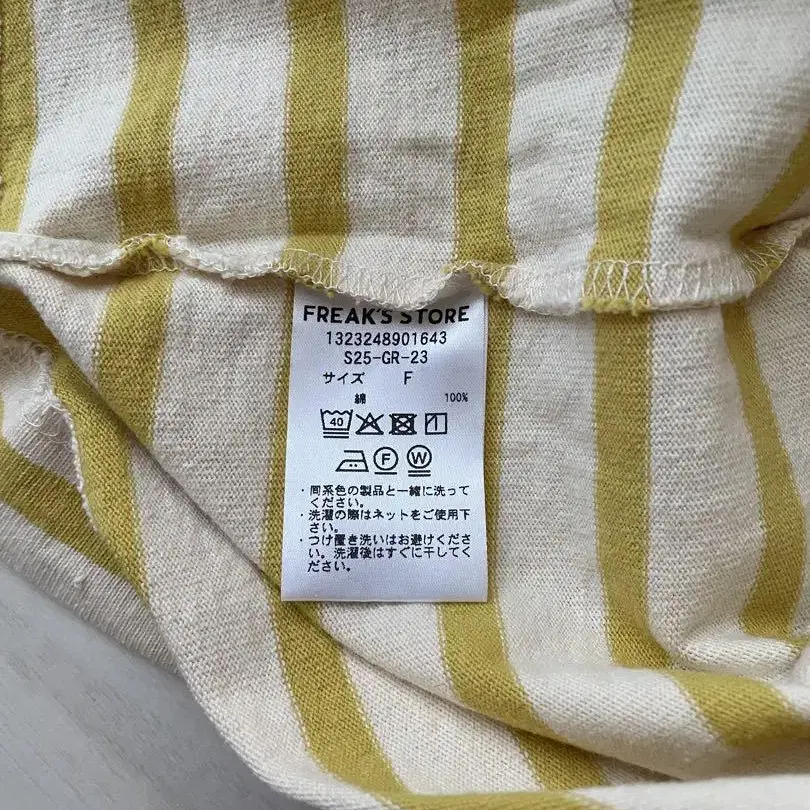 FREAK'S STORE
1323248901643
S25-GR-23
サイズ F
綿 100%
40
F W
・同系色の製品と一緒に洗って
ください。
・洗濯の際はネットをご使用下
さい。
・つけ置き洗いはお避けくださ
い。洗濯後はすぐに干してく
ださい。